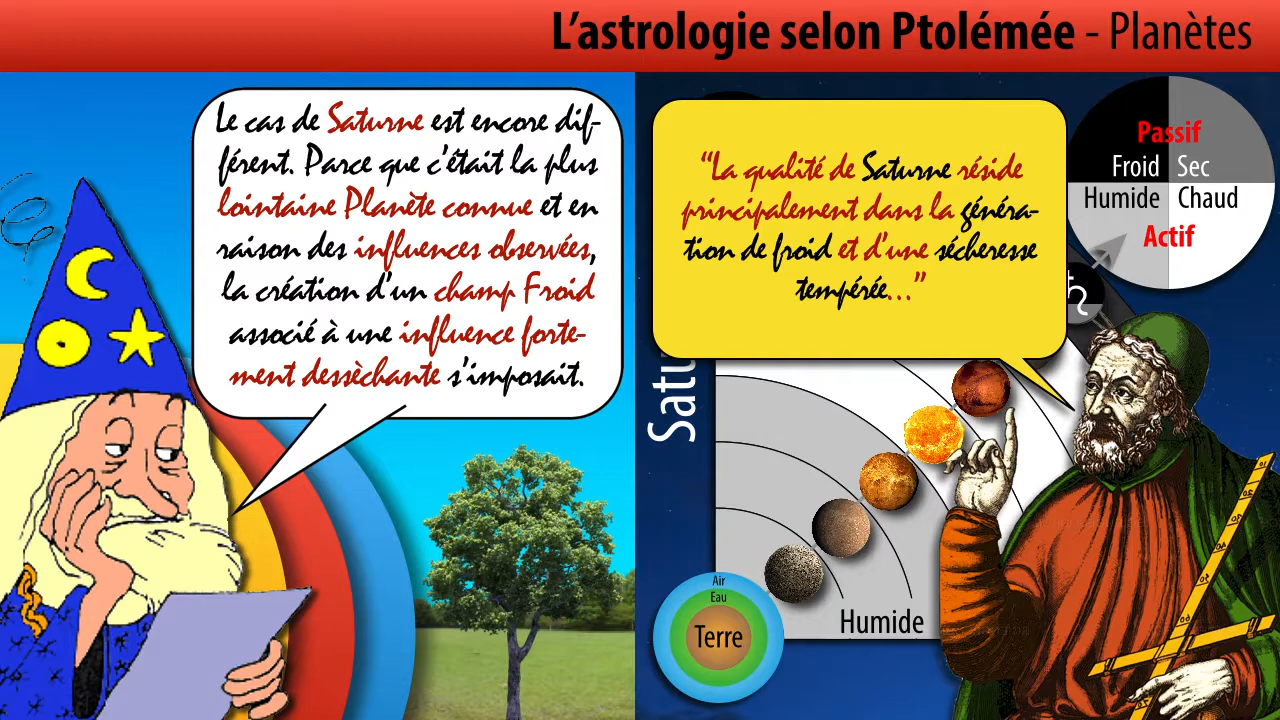 L'astrologie selon Ptolémée - Planètes
Le cas de Saturne est encore dif-
férent. Parce que c'était la plus
lointaine Planète connue et en
raison des influences observées,
la création d'un champ Froid
associé à une influence forte-
ment dessèchante s'imposait.
“La qualité de Saturne réside
principalement dans la généra-
tion de froid et d'une sécheresse
tempérée...”
Passif
Froid Sec
Humide Chaud
Actif
Satu
Air
Eau
Terre
Humide